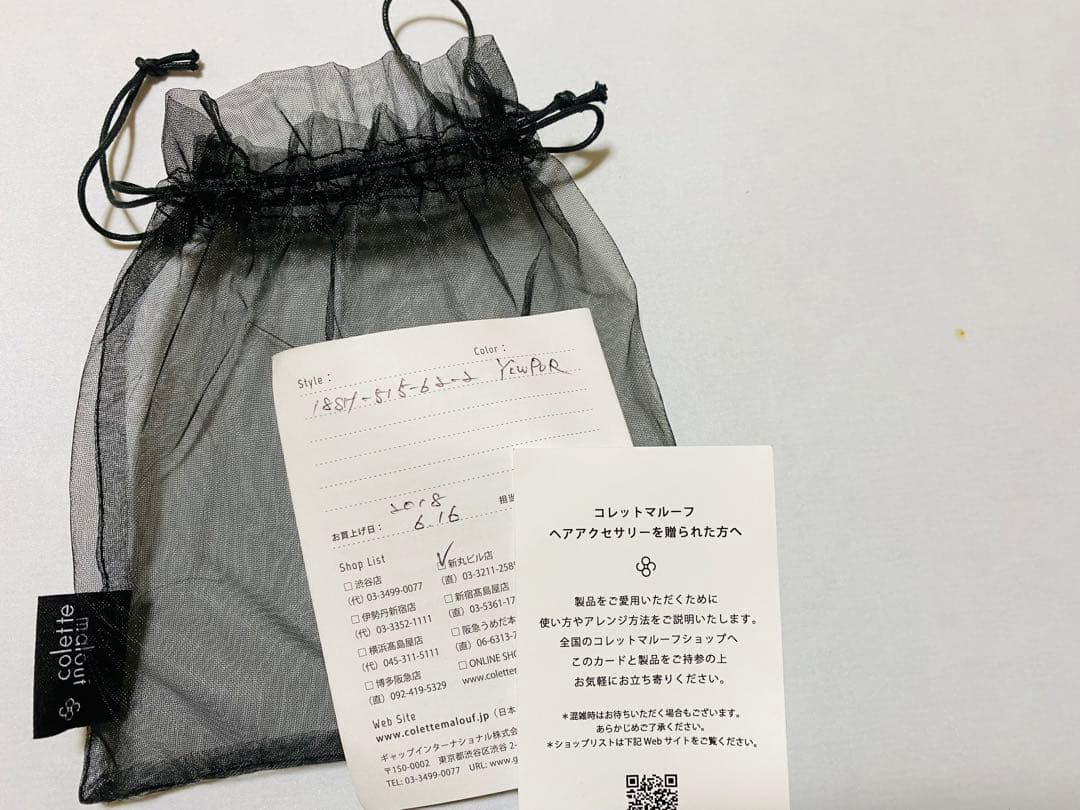 Style :
Color :
18SH-515-62-2 YEWPUR
2018
お買上げ日 : 6.16
担当
Shop List
□ 渋谷店
(代) 03-3499-0077
□ 伊勢丹新宿店
(代) 03-3352-1111
□ 横浜髙島屋店
(代) 045-311-5111
□ 博多阪急店
(直) 092-419-5329
□ 新丸ビル店
(直) 03-3211-2585
□ 新宿髙島屋店
(直) 03-5361-17
□ 阪急うめだ本
(直) 06-6313-7
□ ONLINE SHO
www.colettem
Web Site
www.colettemalouf.jp (日本
ギャップインターナショナル株式会
〒150-0002 東京都渋谷区渋谷 2-
TEL: 03-3499-0077 URL: www.g
コレットマルーフ
ヘアアクセサリーを贈られた方へ
製品をご愛用いただくために
使い方やアレンジ方法をご説明いたします。
全国のコレットマルーフショップへ
このカードと製品をご持参の上
お気軽にお立ち寄りください。
＊混雑時はお待ちいただく場合もございます。
あらかじめご了承ください。
＊ショップリストは下記 Web サイトをご覧ください。
colette
malouf